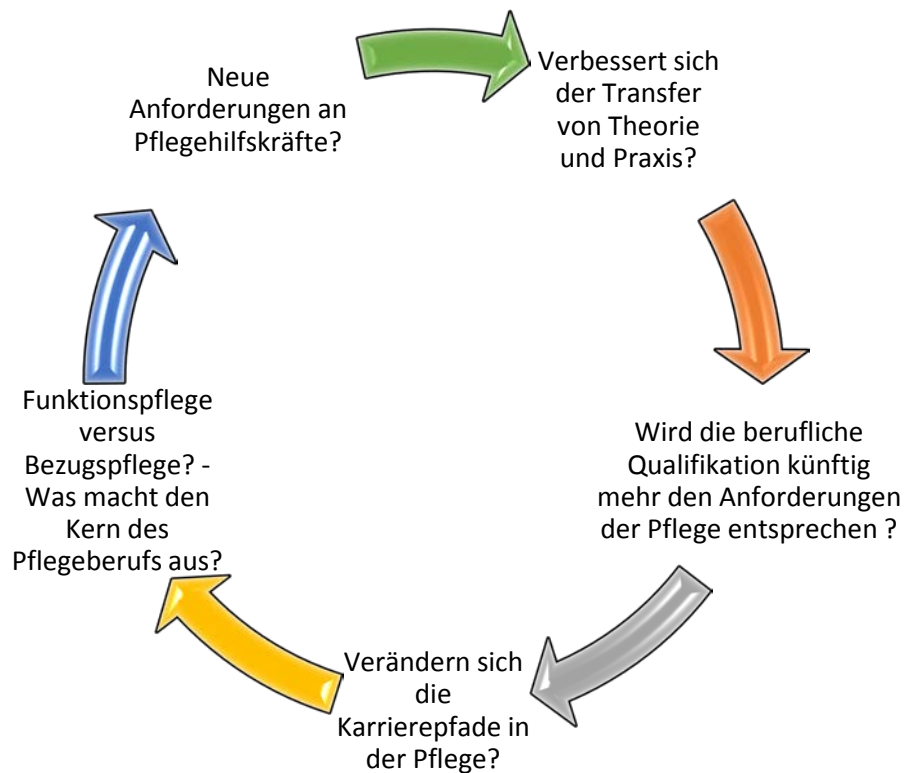 Neue
Anforderungen an
Pflegehilfskräfte?
Verbessert sich
der Transfer
von Theorie
und Praxis?
Wird die berufliche
Qualifikation künftig
mehr den Anforderungen
der Pflege entsprechen ?
Verändern sich
die
Karrierepfade in
der Pflege?
Funktionspflege
versus
Bezugspflege? -
Was macht den
Kern des
Pflegeberufs aus?